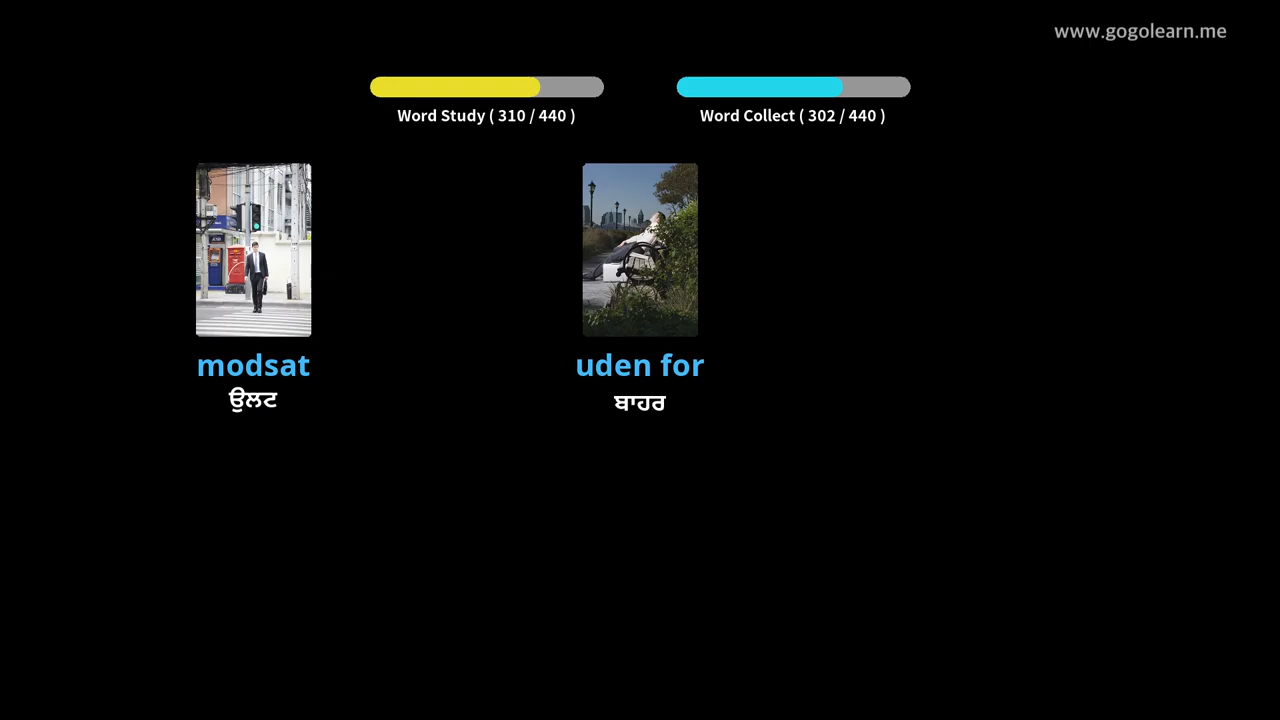 www.gogolearn.me
Word Study ( 310 / 440 )
Word Collect ( 302 / 440 )
modsat
ਉਲਟ
uden for
ਬਾਹਰ